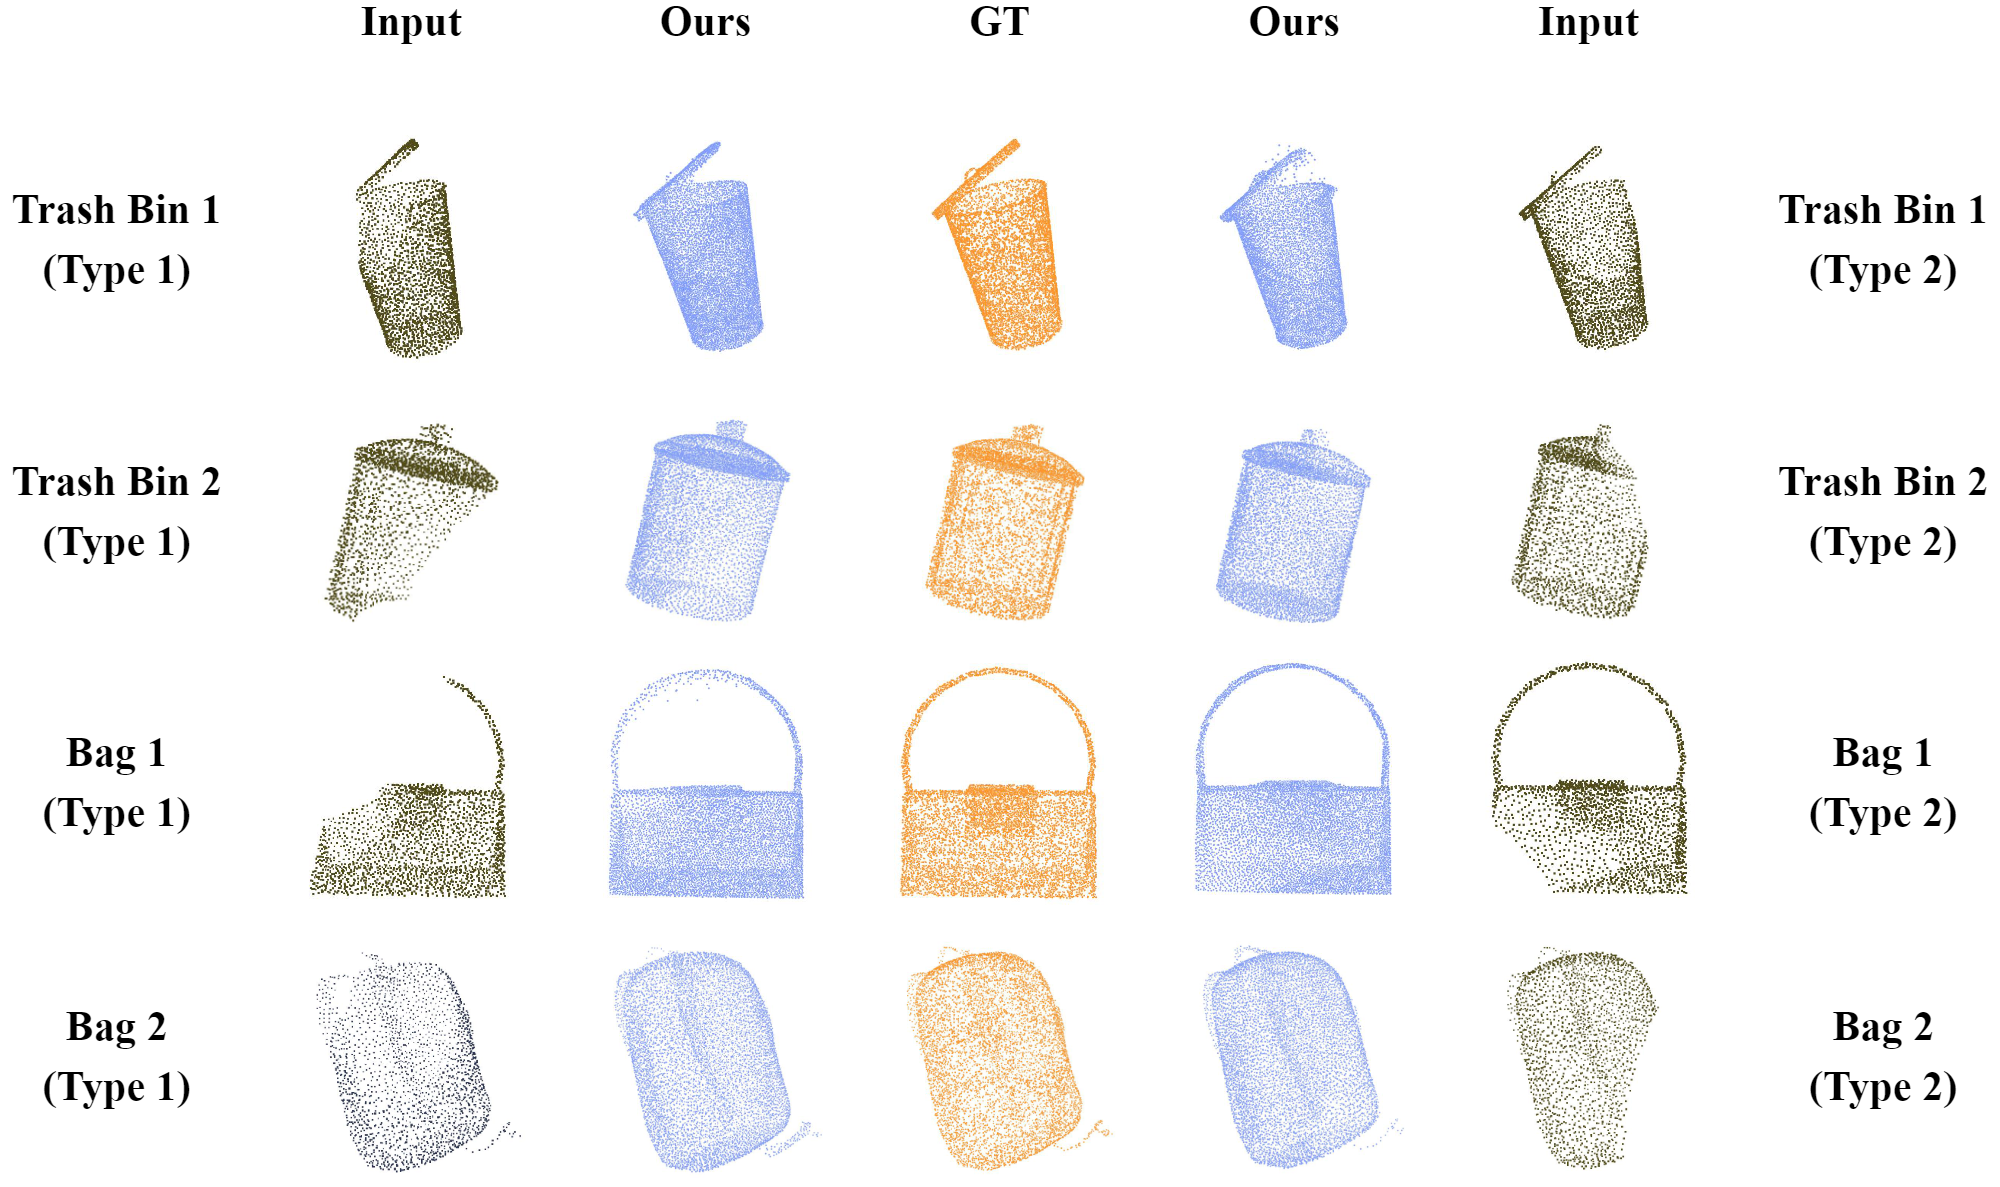 Input Ours GT Ours Input
Trash Bin 1
(Type 1)
Trash Bin 1
(Type 2)
Trash Bin 2
(Type 1)
Trash Bin 2
(Type 2)
Bag 1
(Type 1)
Bag 1
(Type 2)
Bag 2
(Type 1)
Bag 2
(Type 2)